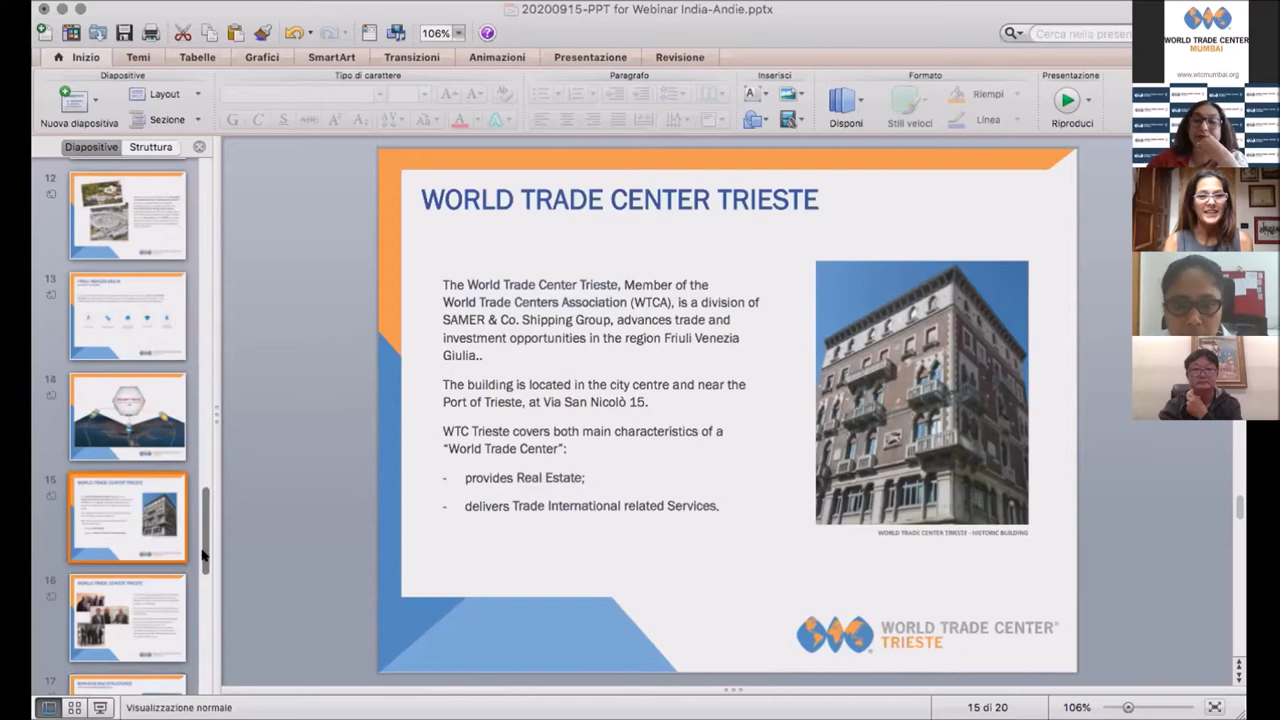 20200915-PPT for Webinar India-Andie.pptx
106%
Cerca nella presentazione
Inizio
Temi
Tabelle
Grafici
SmartArt
Transizioni
Animazioni
Presentazione
Revisione
Diapositive
Tipo di carattere
Paragrafo
Inserisci
Formato
Presentazione
Nuova diapositiva
Layout
Sezione
Disponi
Stili veloci
Riempi
Linea
Riproduci
Diapositive
Struttura
12
13
14
15
16
17
WORLD TRADE CENTER TRIESTE
The World Trade Center Trieste, Member of the
World Trade Centers Association (WTCA), is a division of
SAMER & Co. Shipping Group, advances trade and
investment opportunities in the region Friuli Venezia
Giulia..
The building is located in the city centre and near the
Port of Trieste, at Via San Nicolò 15.
WTC Trieste covers both main characteristics of a
“World Trade Center”:
- provides Real Estate;
- delivers Trade International related Services.
WORLD TRADE CENTER TRIESTE - HISTORIC BUILDING
WORLD TRADE CENTER®
TRIESTE
WORLD TRADE CENTER
MUMBAI
www.wtcmumbai.org
Visualizzazione normale
15 di 20
106%